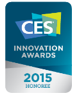 CES
INNOVATION
AWARDS
2015
HONOREE